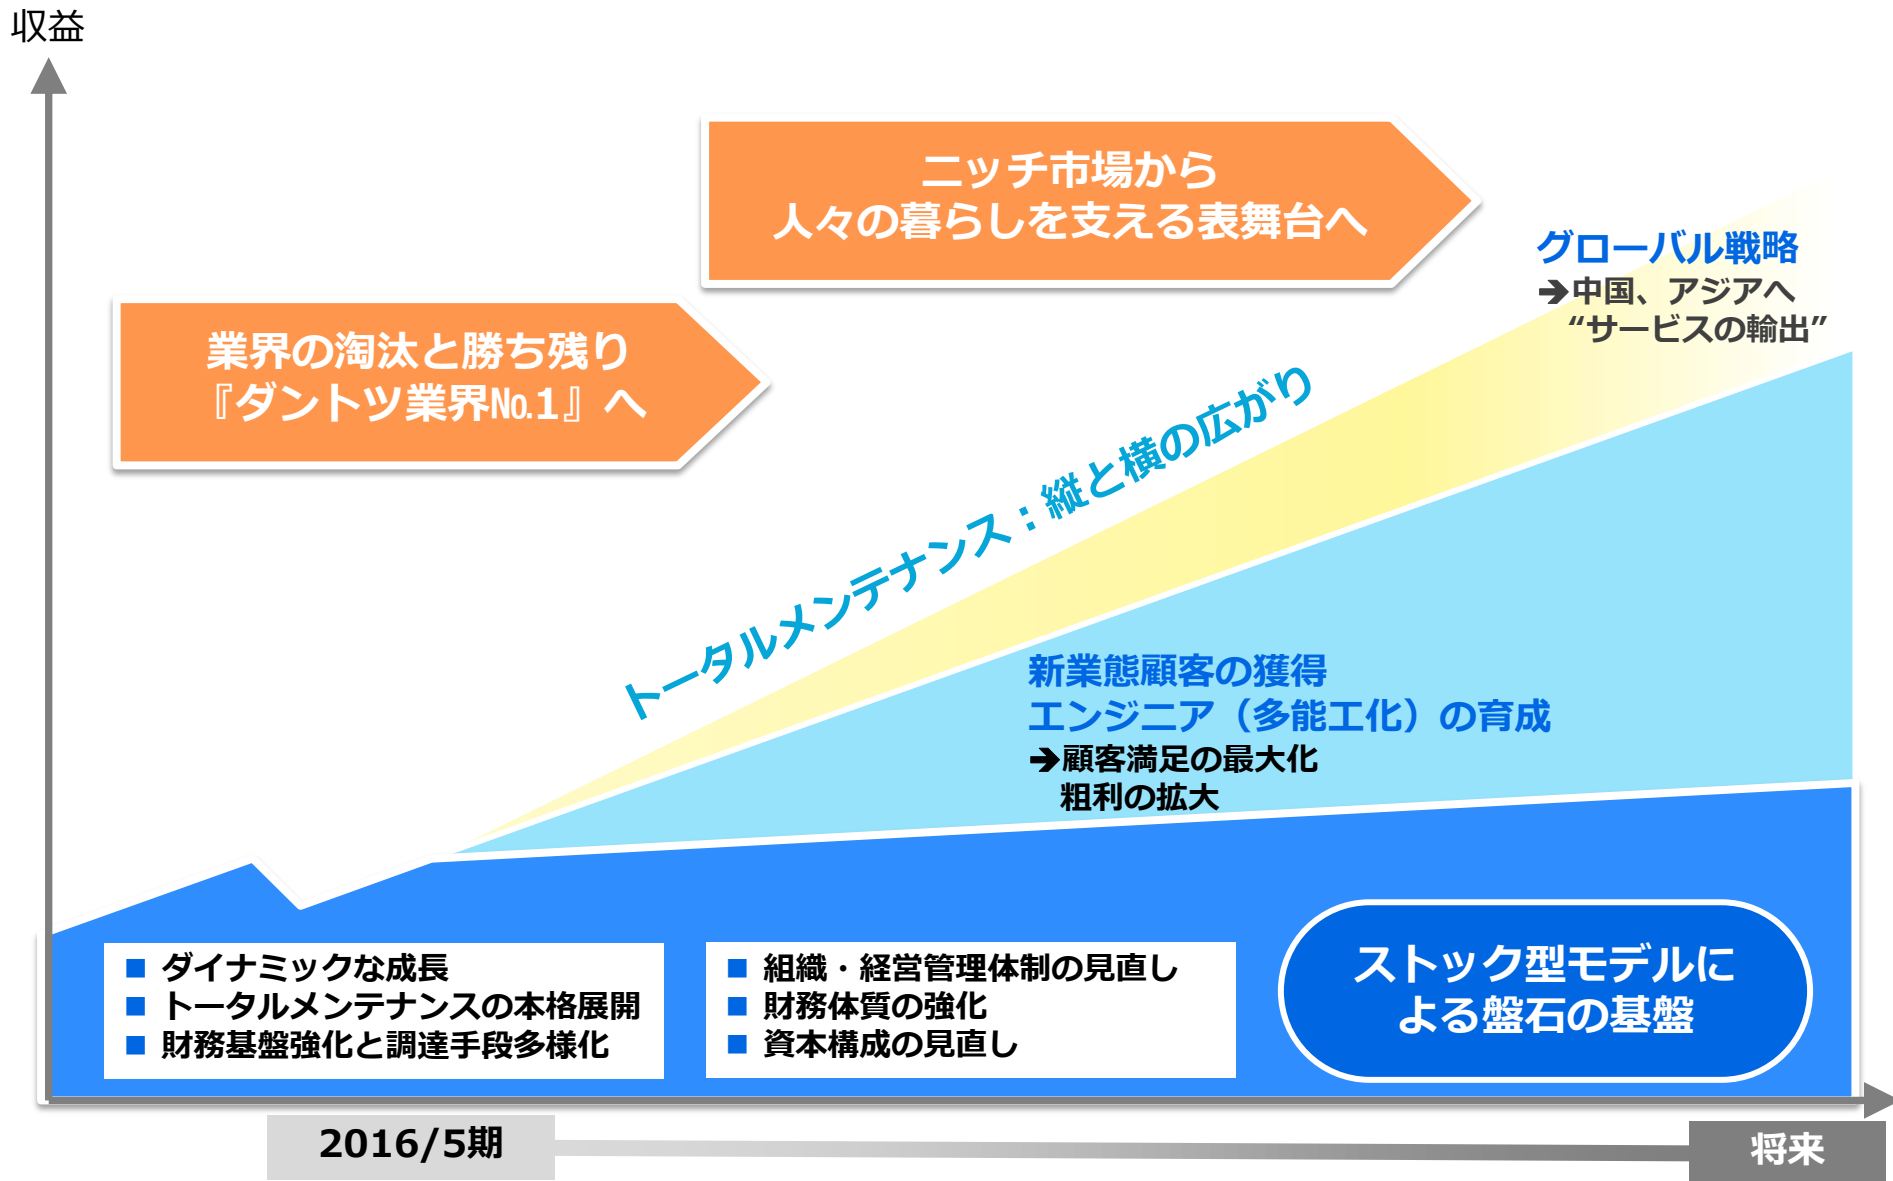 収益
ニッチ市場から
人々の暮らしを支える表舞台へ
業界の淘汰と勝ち残り
『ダントツ業界№1』へ
グローバル戦略
➔中国、アジアへ
“サービスの輸出”
トータルメンテナンス：縦と横の広がり
新業態顧客の獲得
エンジニア（多能工化）の育成
➔顧客満足の最大化
粗利の拡大
■ ダイナミックな成長
■ トータルメンテナンスの本格展開
■ 財務基盤強化と調達手段多様化
■ 組織・経営管理体制の見直し
■ 財務体質の強化
■ 資本構成の見直し
ストック型モデルに
よる盤石の基盤
2016/5期
将来